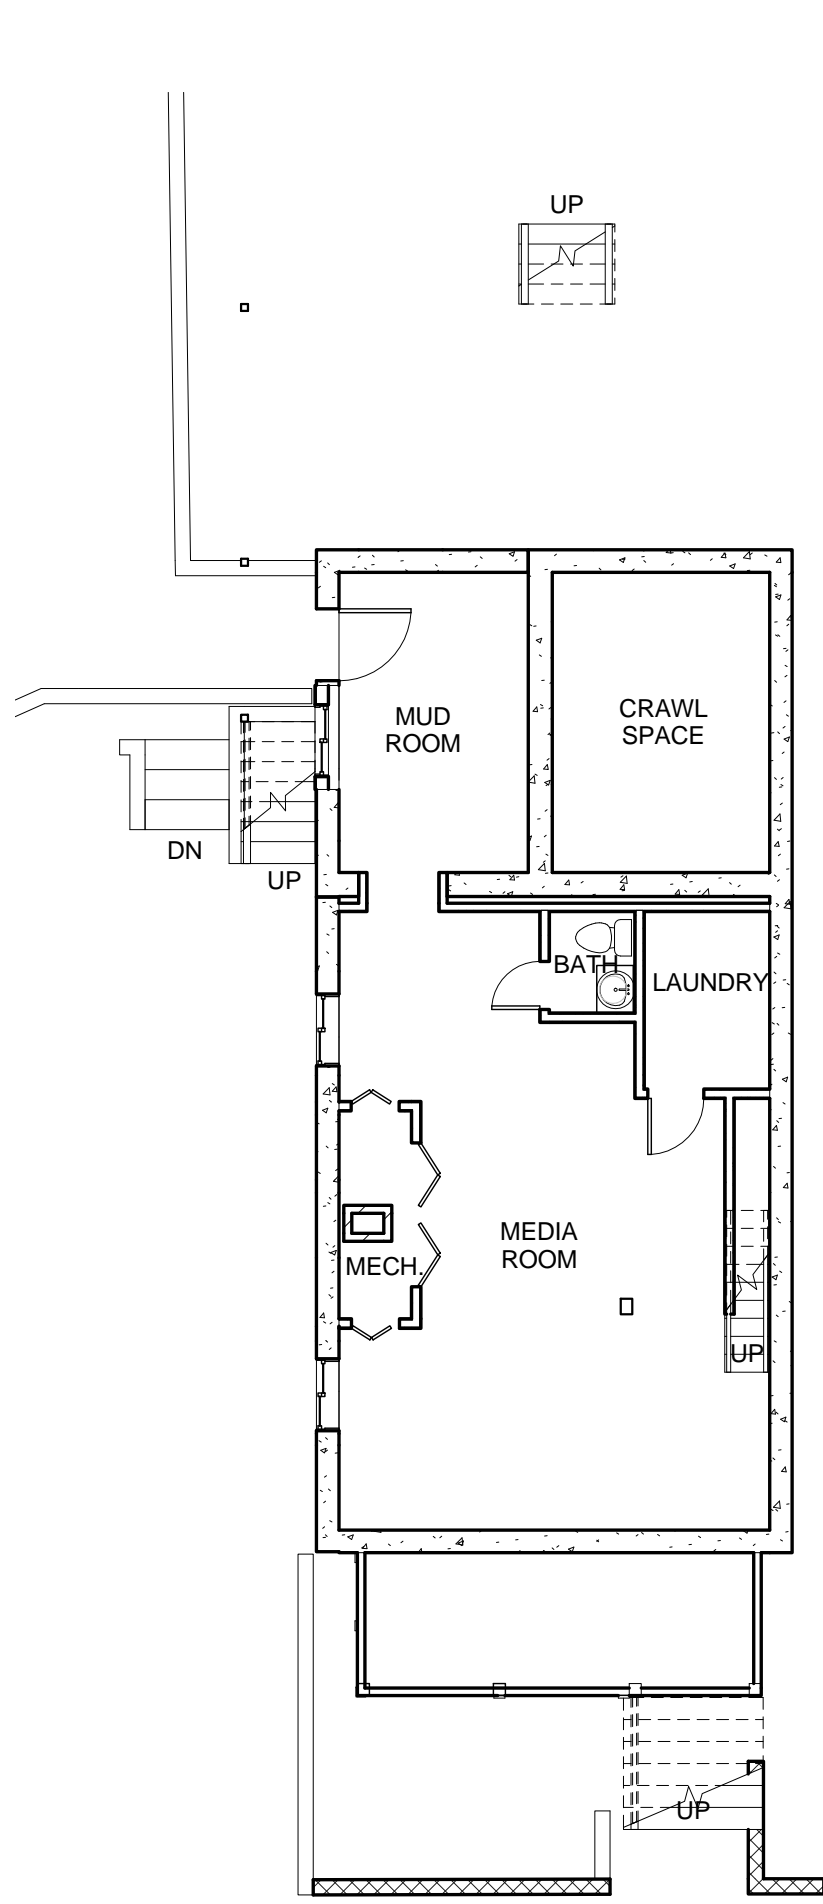 UP
MUD
ROOM
CRAWL
SPACE
DN
UP
BATH
LAUNDRY
MEDIA
ROOM
MECH.
UP
UP